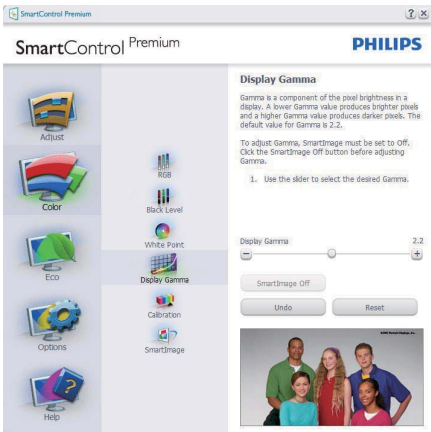 SmartControl Premium
? X
SmartControl Premium
PHILIPS
Adjust
Color
Eco
Options
Help
RGB
Black Level
White Point
Display Gamma
Calibration
SmartImage
Display Gamma
Gamma is a component of the pixel brightness in a
display. A lower Gamma value produces brighter pixels
and a higher Gamma value produces darker pixels. The
default value for Gamma is 2.2.
To adjust Gamma, SmartImage must be set to Off.
Click the SmartImage Off button before adjusting
Gamma.
1. Use the slider to select the desired Gamma.
Display Gamma 2.2
SmartImage Off
Undo Reset